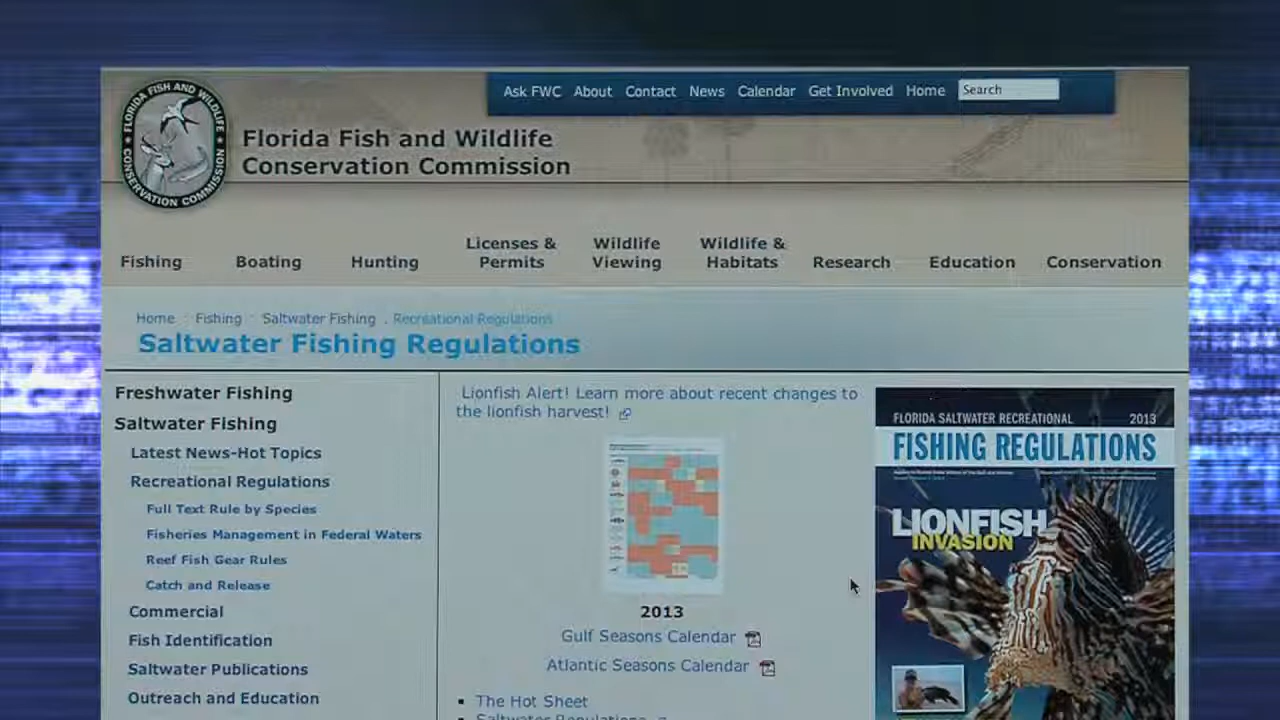 FLORIDA FISH AND WILDLIFE
CONSERVATION COMMISSION
Ask FWC About Contact News Calendar Get Involved Home Search
Florida Fish and Wildlife
Conservation Commission
Fishing Boating Hunting Licenses & Permits Wildlife Viewing Wildlife & Habitats Research Education Conservation
Home : Fishing : Saltwater Fishing : Recreational Regulations
Saltwater Fishing Regulations
Freshwater Fishing
Saltwater Fishing
Latest News-Hot Topics
Recreational Regulations
Full Text Rule by Species
Fisheries Management in Federal Waters
Reef Fish Gear Rules
Catch and Release
Commercial
Fish Identification
Saltwater Publications
Outreach and Education
Lionfish Alert! Learn more about recent changes to
the lionfish harvest!
2013
Gulf Seasons Calendar
Atlantic Seasons Calendar
The Hot Sheet
Saltwater Regulations
FLORIDA SALTWATER RECREATIONAL 2013
FISHING REGULATIONS
LIONFISH
INVASION